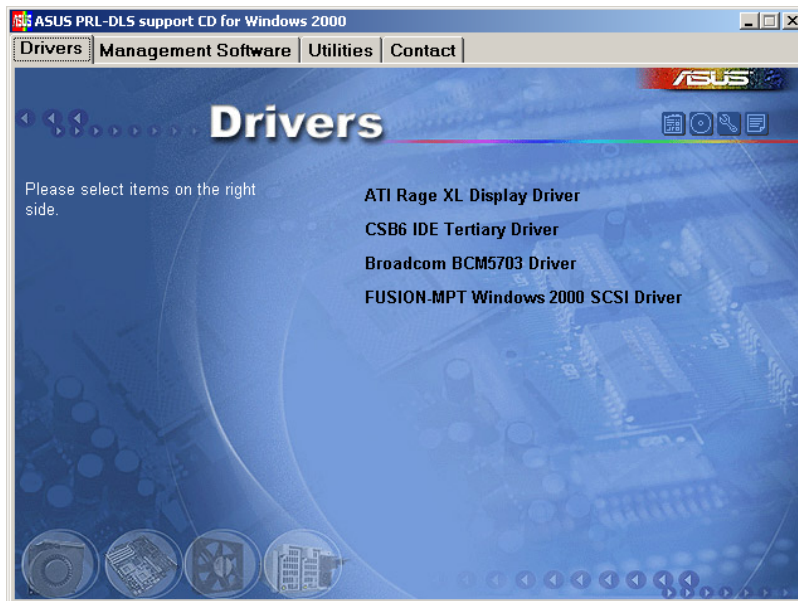 ASUS PRL-DLS support CD for Windows 2000
Drivers Management Software Utilities Contact
ASUS
Drivers
Please select items on the right
side.
ATI Rage XL Display Driver
CSB6 IDE Tertiary Driver
Broadcom BCM5703 Driver
FUSION-MPT Windows 2000 SCSI Driver